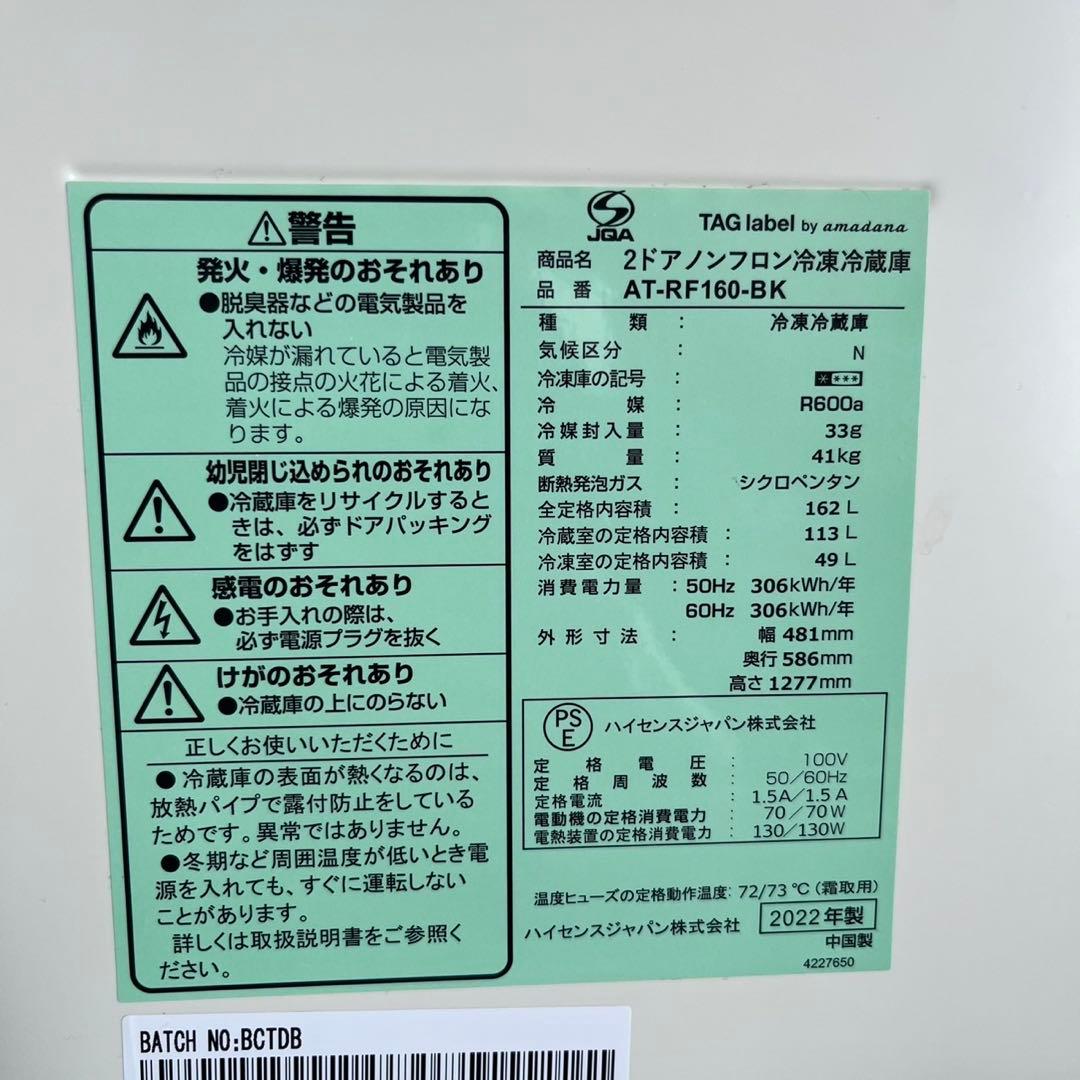 ⚠警告
発火・爆発のおそれあり
●脱臭器などの電気製品を
入れない
冷媒が漏れていると電気製
品の接点の火花による着火、
着火による爆発の原因にな
ります。
幼児閉じ込められのおそれあり
●冷蔵庫をリサイクルすると
きは、必ずドアパッキング
をはずす
感電のおそれあり
●お手入れの際は、
必ず電源プラグを抜く
けがのおそれあり
●冷蔵庫の上にのらない
正しくお使いいただくために
●冷蔵庫の表面が熱くなるのは、
放熱パイプで露付防止をしている
ためです。異常ではありません。
●冬期など周囲温度が低いとき電
源を入れても、すぐに運転しない
ことがあります。
詳しくは取扱説明書をご参照く
ださい。
JQA
TAG label by amadana
商品名 2ドアノンフロン冷凍冷蔵庫
品番 AT-RF160-BK
種類 : 冷凍冷蔵庫
気候区分 : N
冷凍庫の記号 : * ***
冷媒 : R600a
冷媒封入量 : 33g
質量 : 41kg
断熱発泡ガス : シクロペンタン
全定格内容積 : 162 L
冷蔵室の定格内容積 : 113 L
冷凍室の定格内容積 : 49 L
消費電力量 : 50Hz 306kWh/年
60Hz 306kWh/年
外形寸法 : 幅 481mm
奥行 586mm
高さ 1277mm
PSE ハイセンスジャパン株式会社
定格電圧 : 100V
定格周波数 : 50/60Hz
定格電流 : 1.5A/1.5A
電動機の定格消費電力 : 70/70W
電熱装置の定格消費電力 : 130/130W
温度ヒューズの定格動作温度: 72/73℃(霜取用)
ハイセンスジャパン株式会社 2022年製
中国製
4227650
BATCH NO:BCTDB